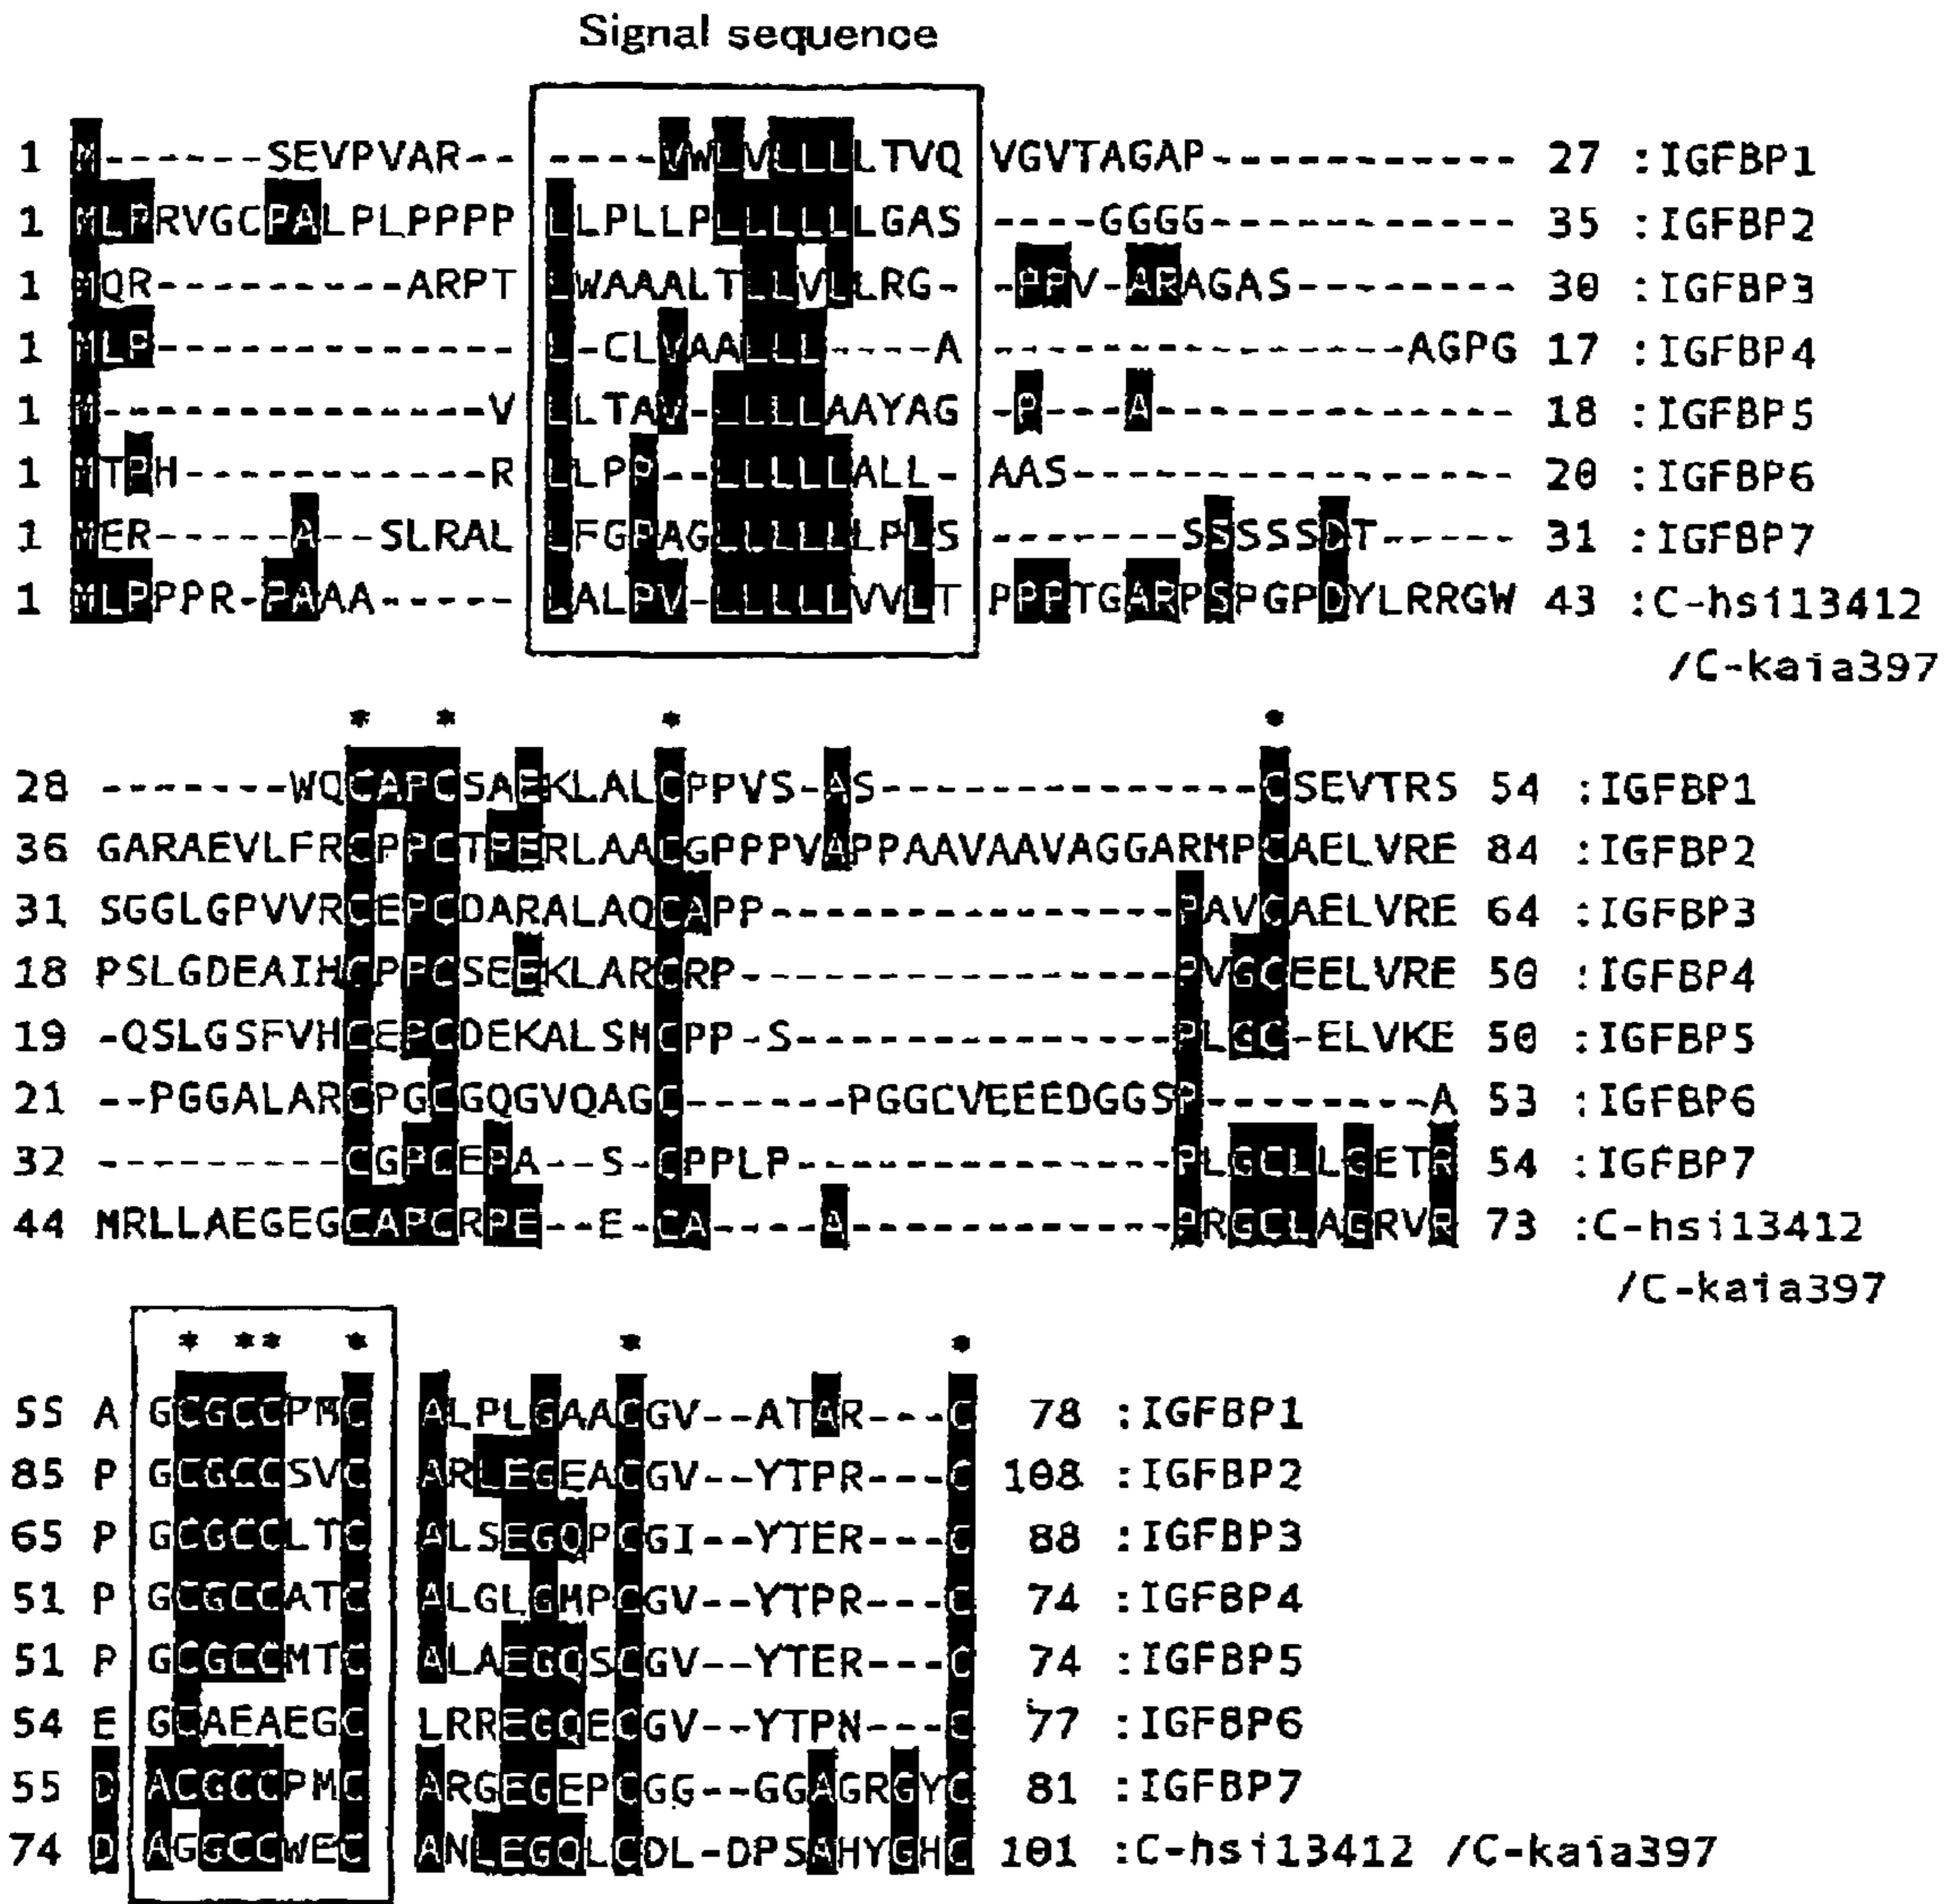 Signal sequence
1 M------SEVPVAR-- ----VWLVLLLLTVQ VGVTAGAP----------- 27 :IGFBP1
1 MLPRVGCPALPLPPPP LLPLLPLLLLLLGAS ----GGGG----------- 35 :IGFBP2
1 MQR---------ARPT LWAAALTLLVLLRG- -PPV-ARAGAS-------- 30 :IGFBP3
1 MLP------------- L-CLVAALLL----A ---------------AGPG 17 :IGFBP4
1 M--------------V LLTAV-LLLLAAYAG -P---A------------- 18 :IGFBP5
1 MTPH-----------R LLPP--LLLLLALL- AAS---------------- 20 :IGFBP6
1 MER-----A--SLRAL LFGPAGLLLLLLPLS -------SSSSSDT----- 31 :IGFBP7
1 MLPPPR-PAAA----- LALPV-LLLLLVVLT PPPTGARPSPGPDYLRRGW 43 :C-hsi13412
/C-kaia397
* * * *
28 -------WQCAPCSAEKLALCPPVS-AS--------------CSEVTRS 54 :IGFBP1
36 GARAEVLFRCPPCTPERLAACGPPPVAPPAAVAAVAGGARMPCAELVRE 84 :IGFBP2
31 SGGLGPVVRCEPCDARALAQCAPP---------------PAVCAELVRE 64 :IGFBP3
18 PSLGDEAIHCPPCSEEKLARCRP----------------PVGCEELVRE 50 :IGFBP4
19 -QSLGSFVHCEPCDEKALSMCPP-S--------------PLGC-ELVKE 50 :IGFBP5
21 --PGGALARCPGCGQGVQAGC------PGGCVEEEDGGSP--------A 53 :IGFBP6
32 ---------CGPCEPA--S-CPPLP--------------PLGCLLGETR 54 :IGFBP7
44 MRLLAEGEGCAPCRPE--E-CA----A------------PRGCLAGRVR 73 :C-hsi13412
/C-kaia397
* ** * * *
55 A GCGCCPMC ALPLGAACGV--ATAR---C 78 :IGFBP1
85 P GCGCCSVC ARLEGEACGV--YTPR---C 108 :IGFBP2
65 P GCGCCLTC ALSEGQPCGI--YTER---C 88 :IGFBP3
51 P GCGCCATC ALGLGMPCGV--YTPR---C 74 :IGFBP4
51 P GCGCCMTC ALAEGQSCGV--YTER---C 74 :IGFBP5
54 E GCAEAEGC LRREGQECGV--YTPN---C 77 :IGFBP6
55 D ACGCCPMC ARGEGEPCGG--GGAGRGYC 81 :IGFBP7
74 D AGGCCWEC ANLEGQLCDL-DPSAHYGHC 101 :C-hsi13412 /C-kaia397